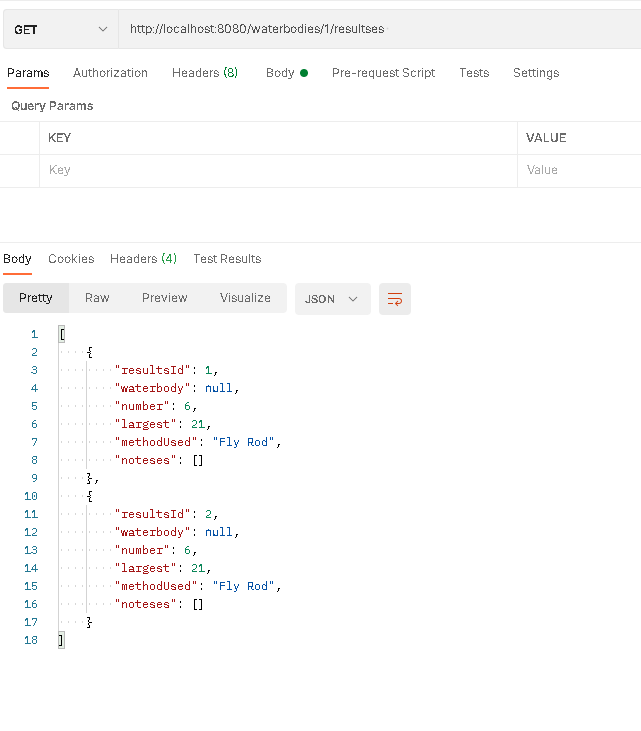 GET http://localhost:8080/waterbodies/1/resultses
Params Authorization Headers (8) Body Pre-request Script Tests Settings
Query Params
KEY VALUE
Key Value
Body Cookies Headers (4) Test Results
Pretty Raw Preview Visualize JSON
1 [
2 {
3 "resultsId": 1,
4 "waterbody": null,
5 "number": 6,
6 "largest": 21,
7 "methodUsed": "Fly Rod",
8 "noteses": []
9 },
10 {
11 "resultsId": 2,
12 "waterbody": null,
13 "number": 6,
14 "largest": 21,
15 "methodUsed": "Fly Rod",
16 "noteses": []
17 }
18 ]